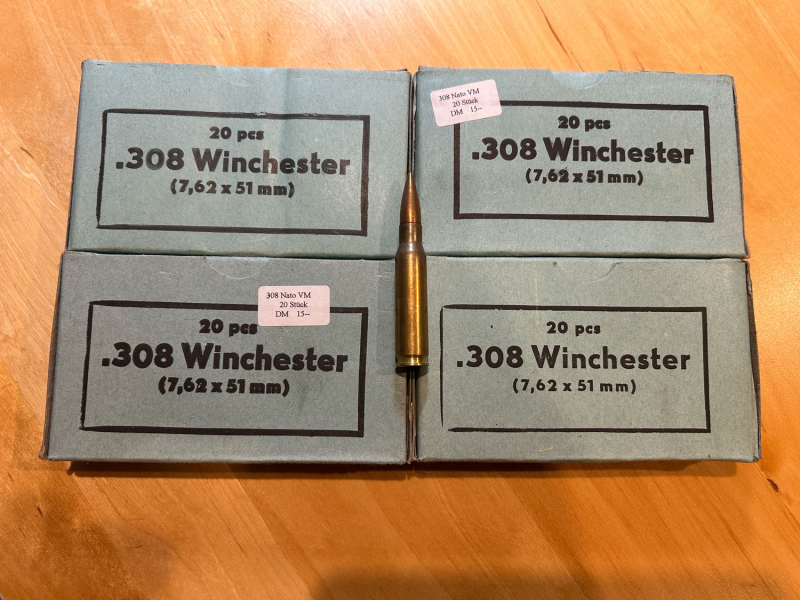 20 pcs
.308 Winchester
(7,62 x 51 mm)
308 Nato VM
20 Stück
DM 15--
20 pcs
.308 Winchester
(7,62 x 51 mm)
308 Nato VM
20 Stück
DM 15--
20 pcs
.308 Winchester
(7,62 x 51 mm)
20 pcs
.308 Winchester
(7,62 x 51 mm)